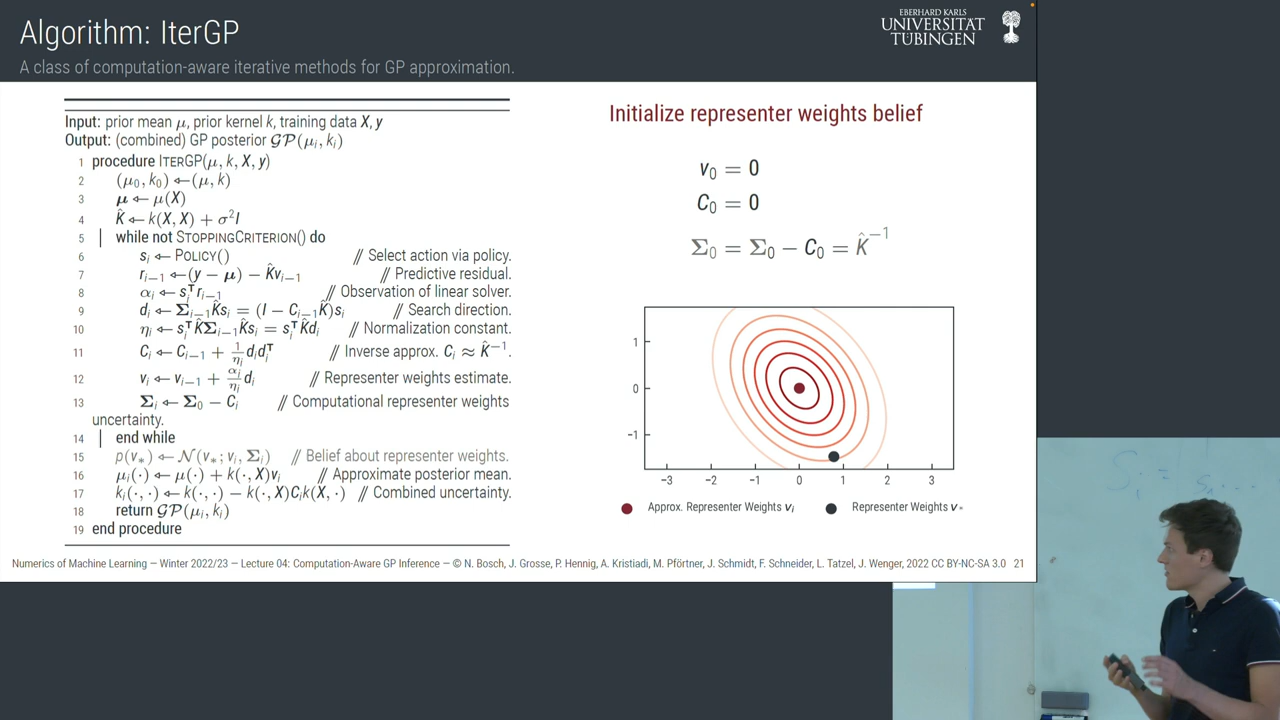 Algorithm: IterGP
A class of computation-aware iterative methods for GP approximation.
EBERHARD KARLS
UNIVERSITÄT
TÜBINGEN
Input: prior mean μ, prior kernel k, training data X, y
Output: (combined) GP posterior 𝒢𝒫(μᵢ, kᵢ)
1 procedure IterGP(μ, k, X, y)
2 (μ₀, k₀) ← (μ, k)
3 μ ← μ(X)
4 K̂ ← k(X, X) + σ²I
5 while not StoppingCriterion() do
6 sᵢ ← Policy() // Select action via policy.
7 rᵢ₋₁ ← (y − μ) − K̂vᵢ₋₁ // Predictive residual.
8 αᵢ ← sᵢᵀrᵢ₋₁ // Observation of linear solver.
9 dᵢ ← Σᵢ₋₁K̂sᵢ = (I − Cᵢ₋₁K̂)sᵢ // Search direction.
10 ηᵢ ← sᵢᵀK̂Σᵢ₋₁K̂sᵢ = sᵢᵀK̂dᵢ // Normalization constant.
11 Cᵢ ← Cᵢ₋₁ + 1/ηᵢ dᵢdᵢᵀ // Inverse approx. Cᵢ ≈ K̂⁻¹.
12 vᵢ ← vᵢ₋₁ + αᵢ/ηᵢ dᵢ // Representer weights estimate.
13 Σᵢ ← Σ₀ − Cᵢ // Computational representer weights
uncertainty.
14 end while
15 p(v∗) ← 𝒩(v∗; vᵢ, Σᵢ) // Belief about representer weights.
16 μᵢ(·) ← μ(·) + k(·, X)vᵢ // Approximate posterior mean.
17 kᵢ(·, ·) ← k(·, ·) − k(·, X)Cᵢk(X, ·) // Combined uncertainty.
18 return 𝒢𝒫(μᵢ, kᵢ)
19 end procedure
Initialize representer weights belief
v₀ = 0
C₀ = 0
Σ₀ = Σ₀ − C₀ = K̂⁻¹
1
0
−1
−3 −2 −1 0 1 2 3
Approx. Representer Weights vᵢ Representer Weights v∗
Numerics of Machine Learning — Winter 2022/23 — Lecture 04: Computation-Aware GP Inference — © N. Bosch, J. Grosse, P. Hennig, A. Kristiadi, M. Pförtner, J. Schmidt, F. Schneider, L. Tatzel, J. Wenger, 2022 CC BY-NC-SA 3.0 21